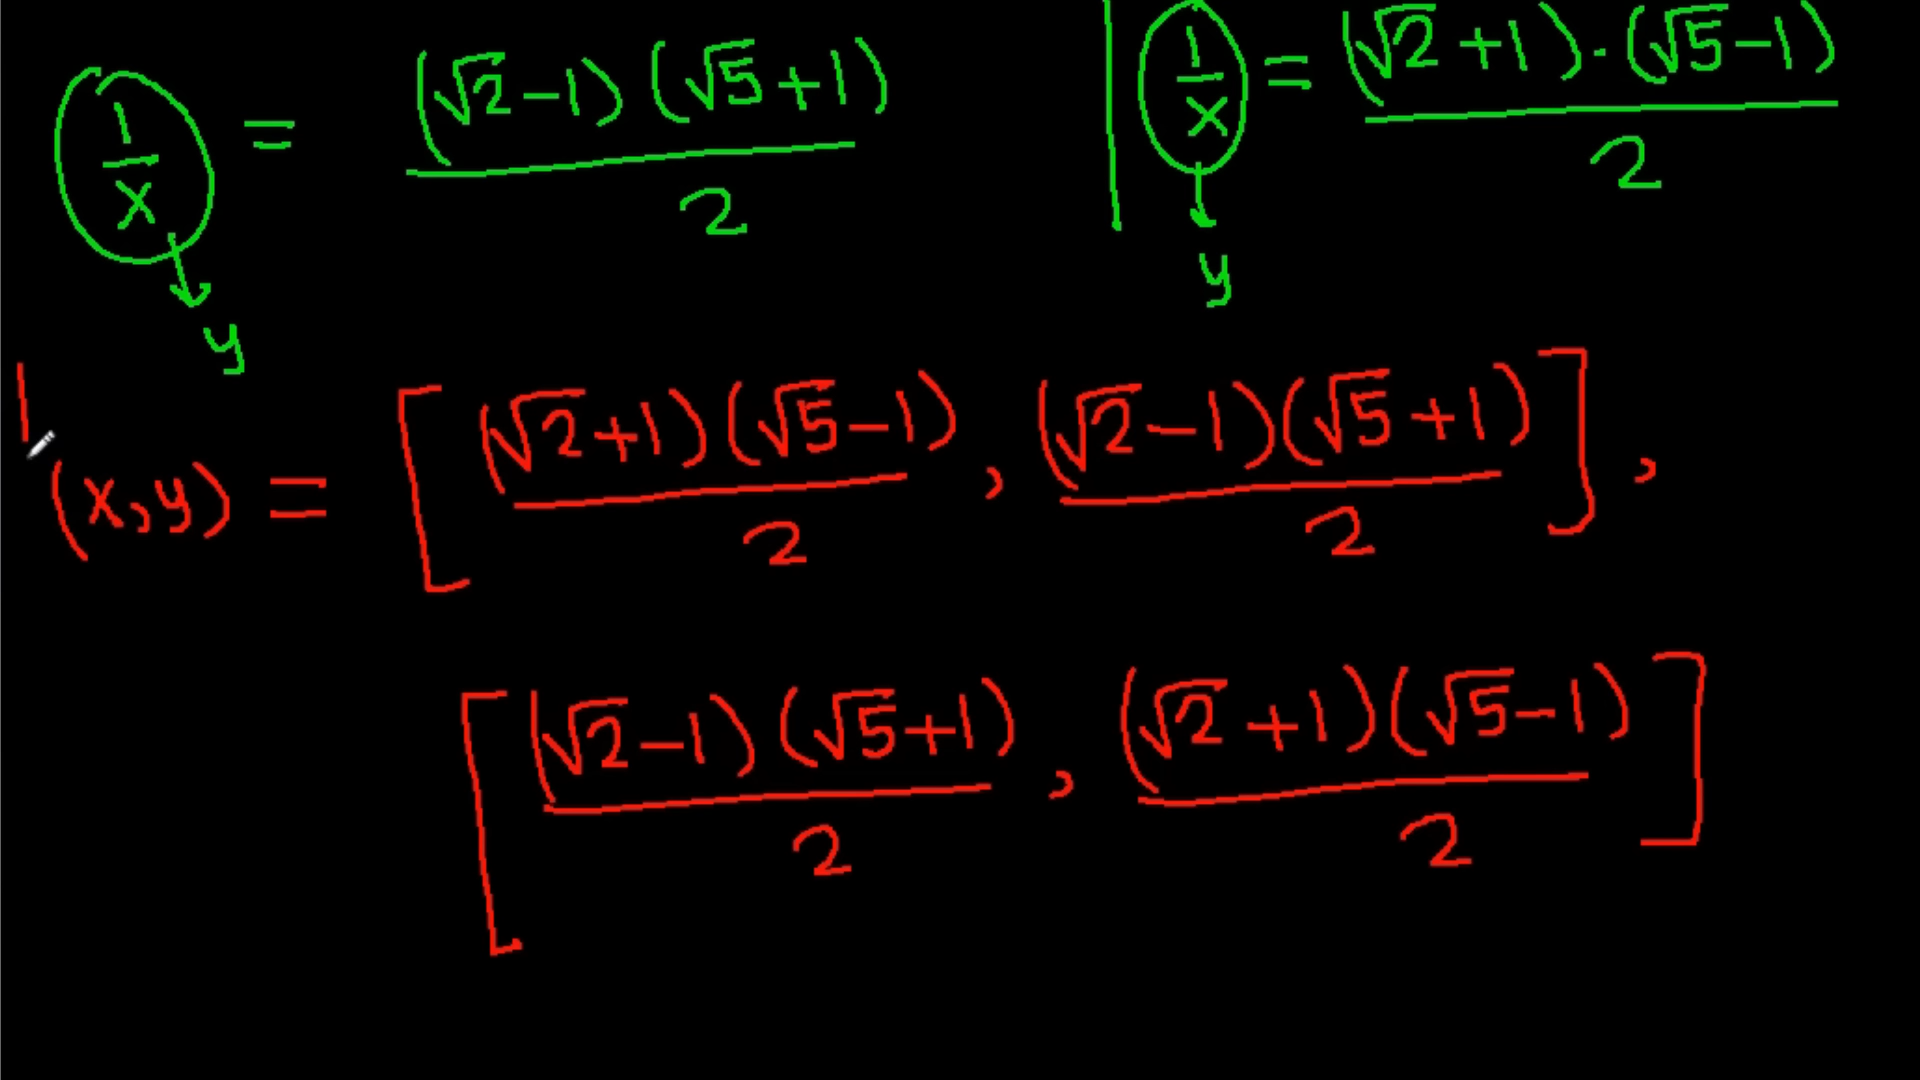 1/x = (√2-1)(√5+1)/2
1/x = (√2+1)·(√5-1)/2
y
y
(x,y) = [(√2+1)(√5-1)/2, (√2-1)(√5+1)/2],
[(√2-1)(√5+1)/2, (√2+1)(√5-1)/2]